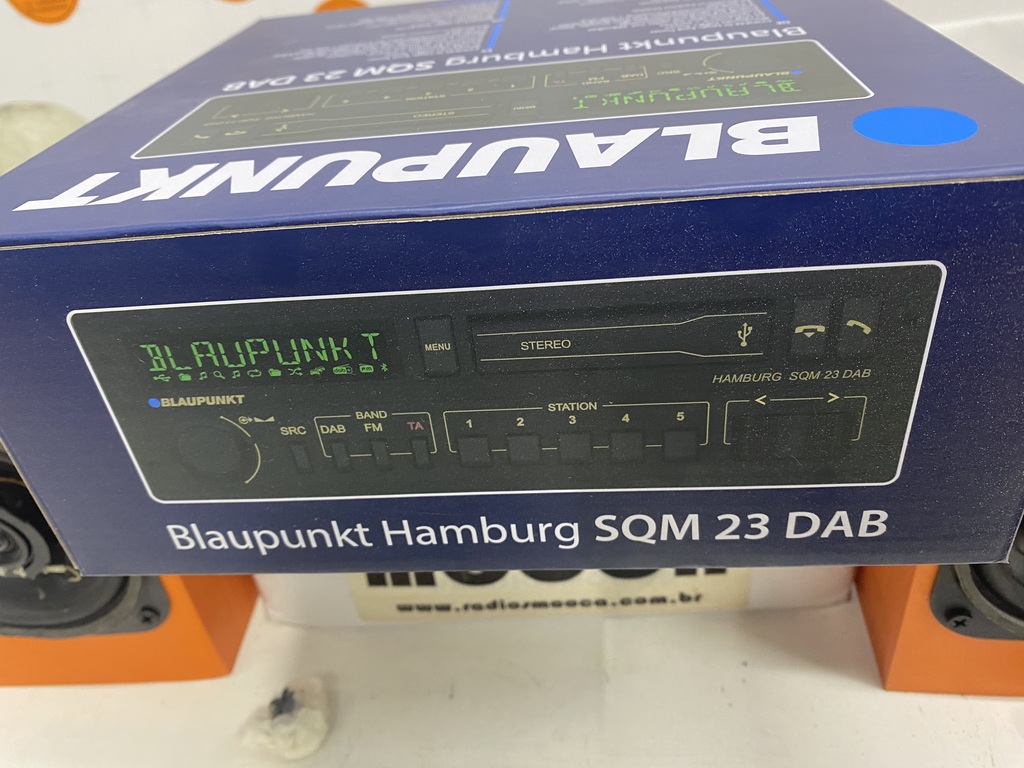 Blaupunkt Hamburg SQM 23 DAB
BLAUPUNKT
STEREO
BLAUPUNKT
BLAUPUNKT
MENU
STEREO
HAMBURG SQM 23 DAB
BLAUPUNKT
SRC
BAND
DAB FM TA
STATION
1 2 3 4 5
< >
Blaupunkt Hamburg SQM 23 DAB
www.radiosmooca.com.br